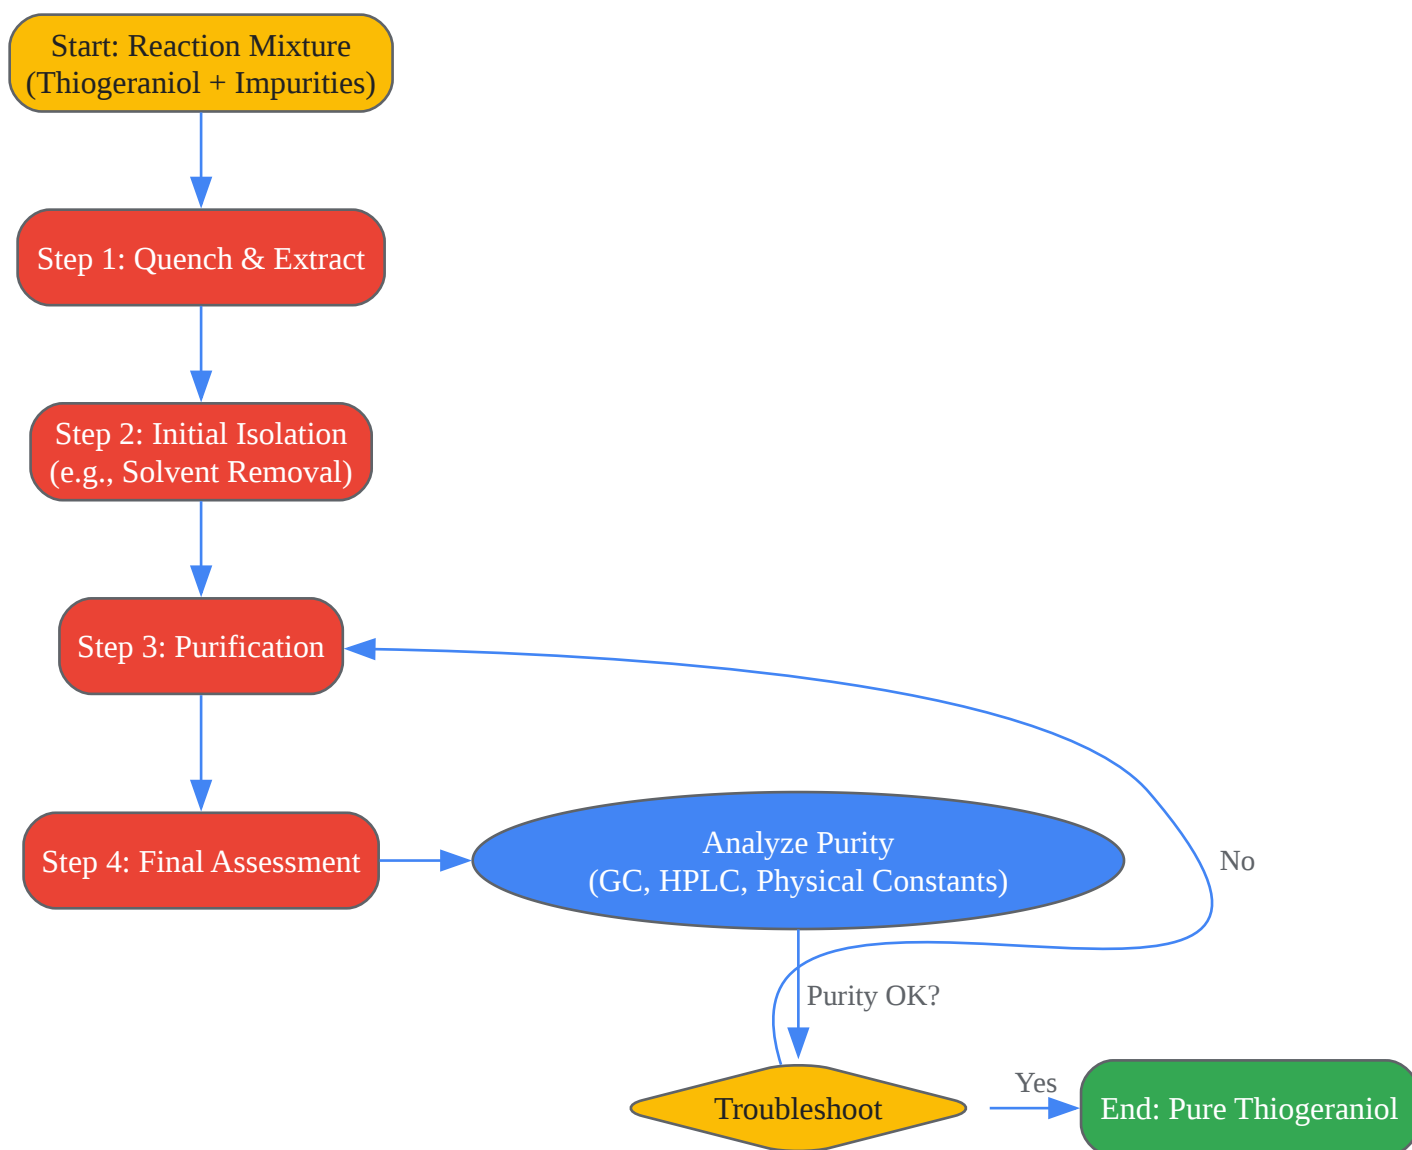 Start: Reaction Mixture
(Thiogeraniol + Impurities)
Step 1: Quench & Extract
Step 2: Initial Isolation
(e.g., Solvent Removal)
Step 3: Purification
Step 4: Final Assessment
Analyze Purity
(GC, HPLC, Physical Constants)
No
Purity OK?
Troubleshoot
Yes
End: Pure Thiogeraniol